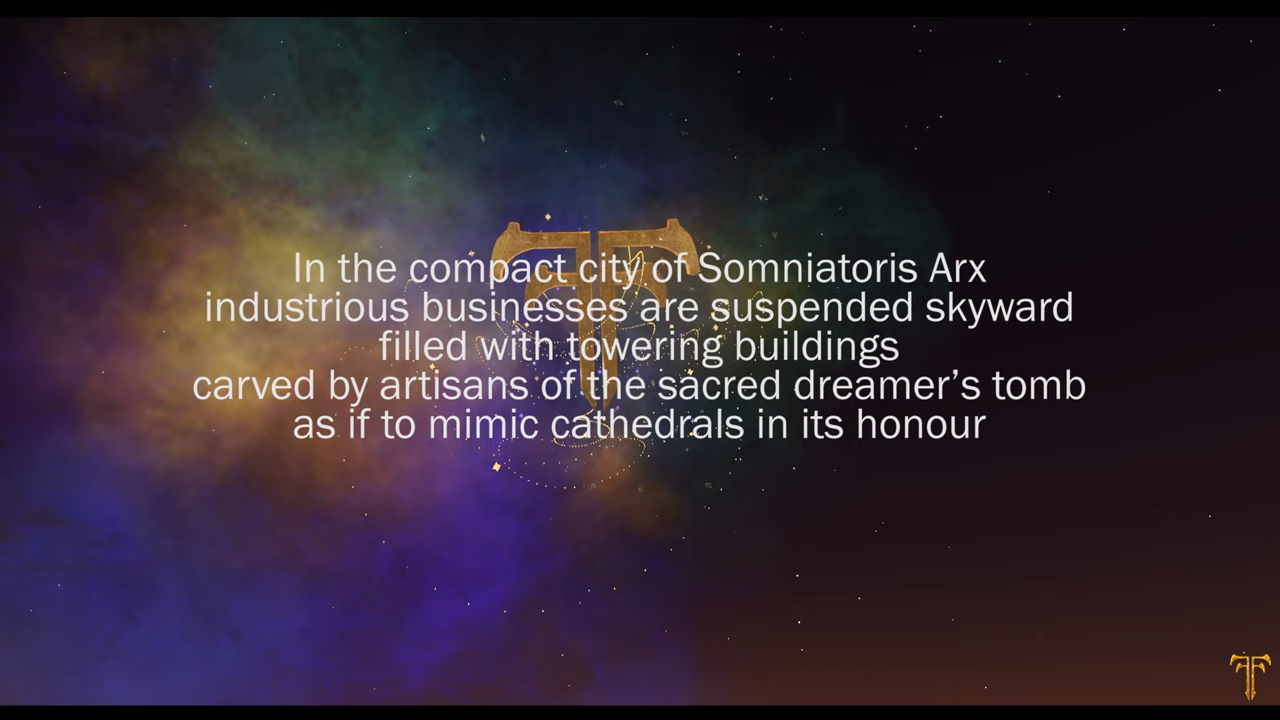 In the compact city of Somniatoris Arx
industrious businesses are suspended skyward
filled with towering buildings
carved by artisans of the sacred dreamer’s tomb
as if to mimic cathedrals in its honour